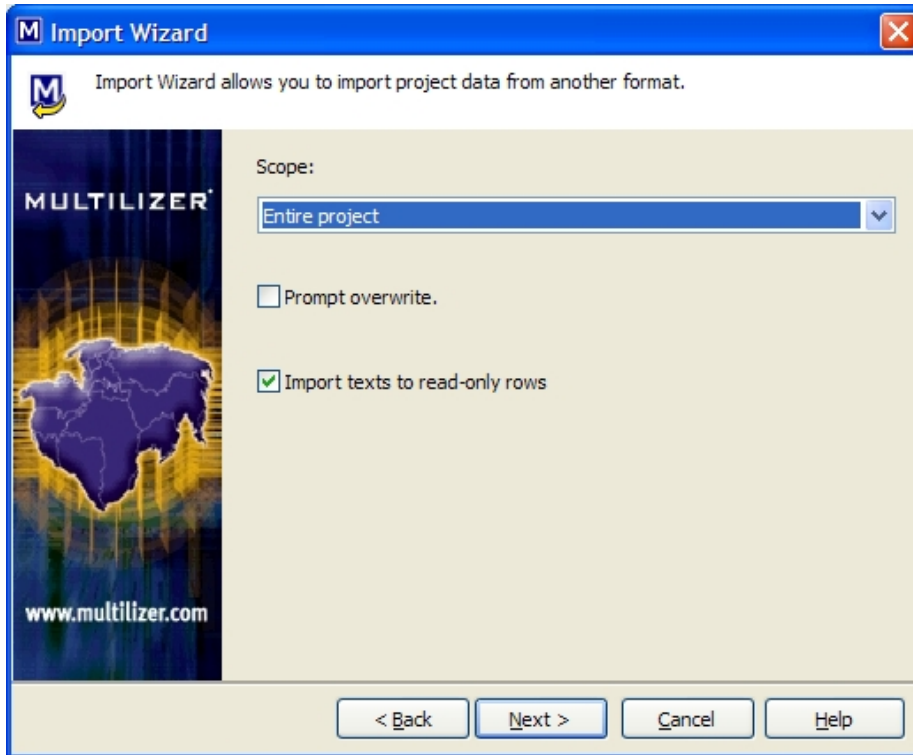 M Import Wizard
M
Import Wizard allows you to import project data from another format.
MULTILIZER
Scope:
Entire project
Prompt overwrite.
Import texts to read-only rows
www.multilizer.com
< Back Next > Cancel Help